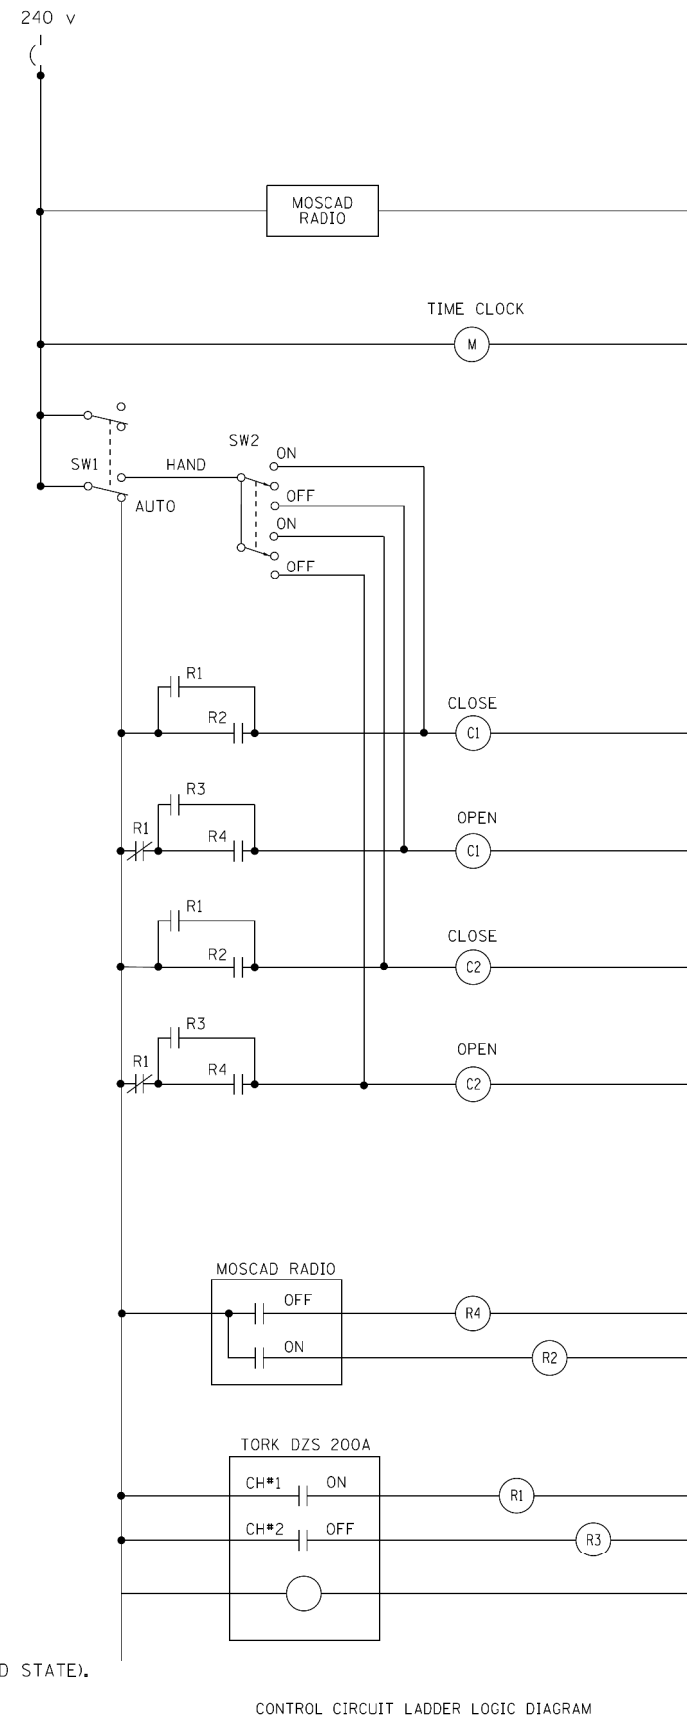 240 v
MOSCAD
RADIO
TIME CLOCK
M
SW2
ON
SW1
HAND
AUTO
OFF
ON
OFF
R1
CLOSE
R2
C1
R3
OPEN
R1
R4
C1
R1
CLOSE
R2
C2
R3
OPEN
R1
R4
C2
MOSCAD RADIO
OFF
R4
ON
R2
TORK DZS 200A
CH#1 ON
R1
CH#2 OFF
R3
D STATE).
CONTROL CIRCUIT LADDER LOGIC DIAGRAM